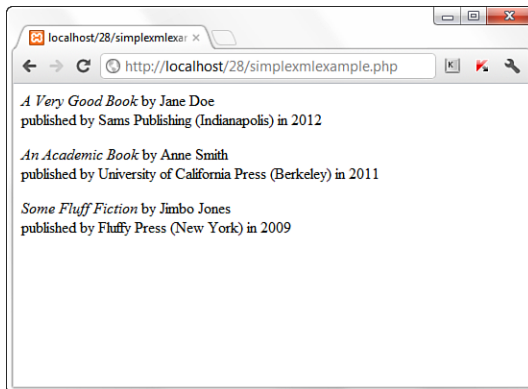 localhost/28/simplexmlexar
http://localhost/28/simplexmlexample.php
A Very Good Book by Jane Doe
published by Sams Publishing (Indianapolis) in 2012
An Academic Book by Anne Smith
published by University of California Press (Berkeley) in 2011
Some Fluff Fiction by Jimbo Jones
published by Fluffy Press (New York) in 2009